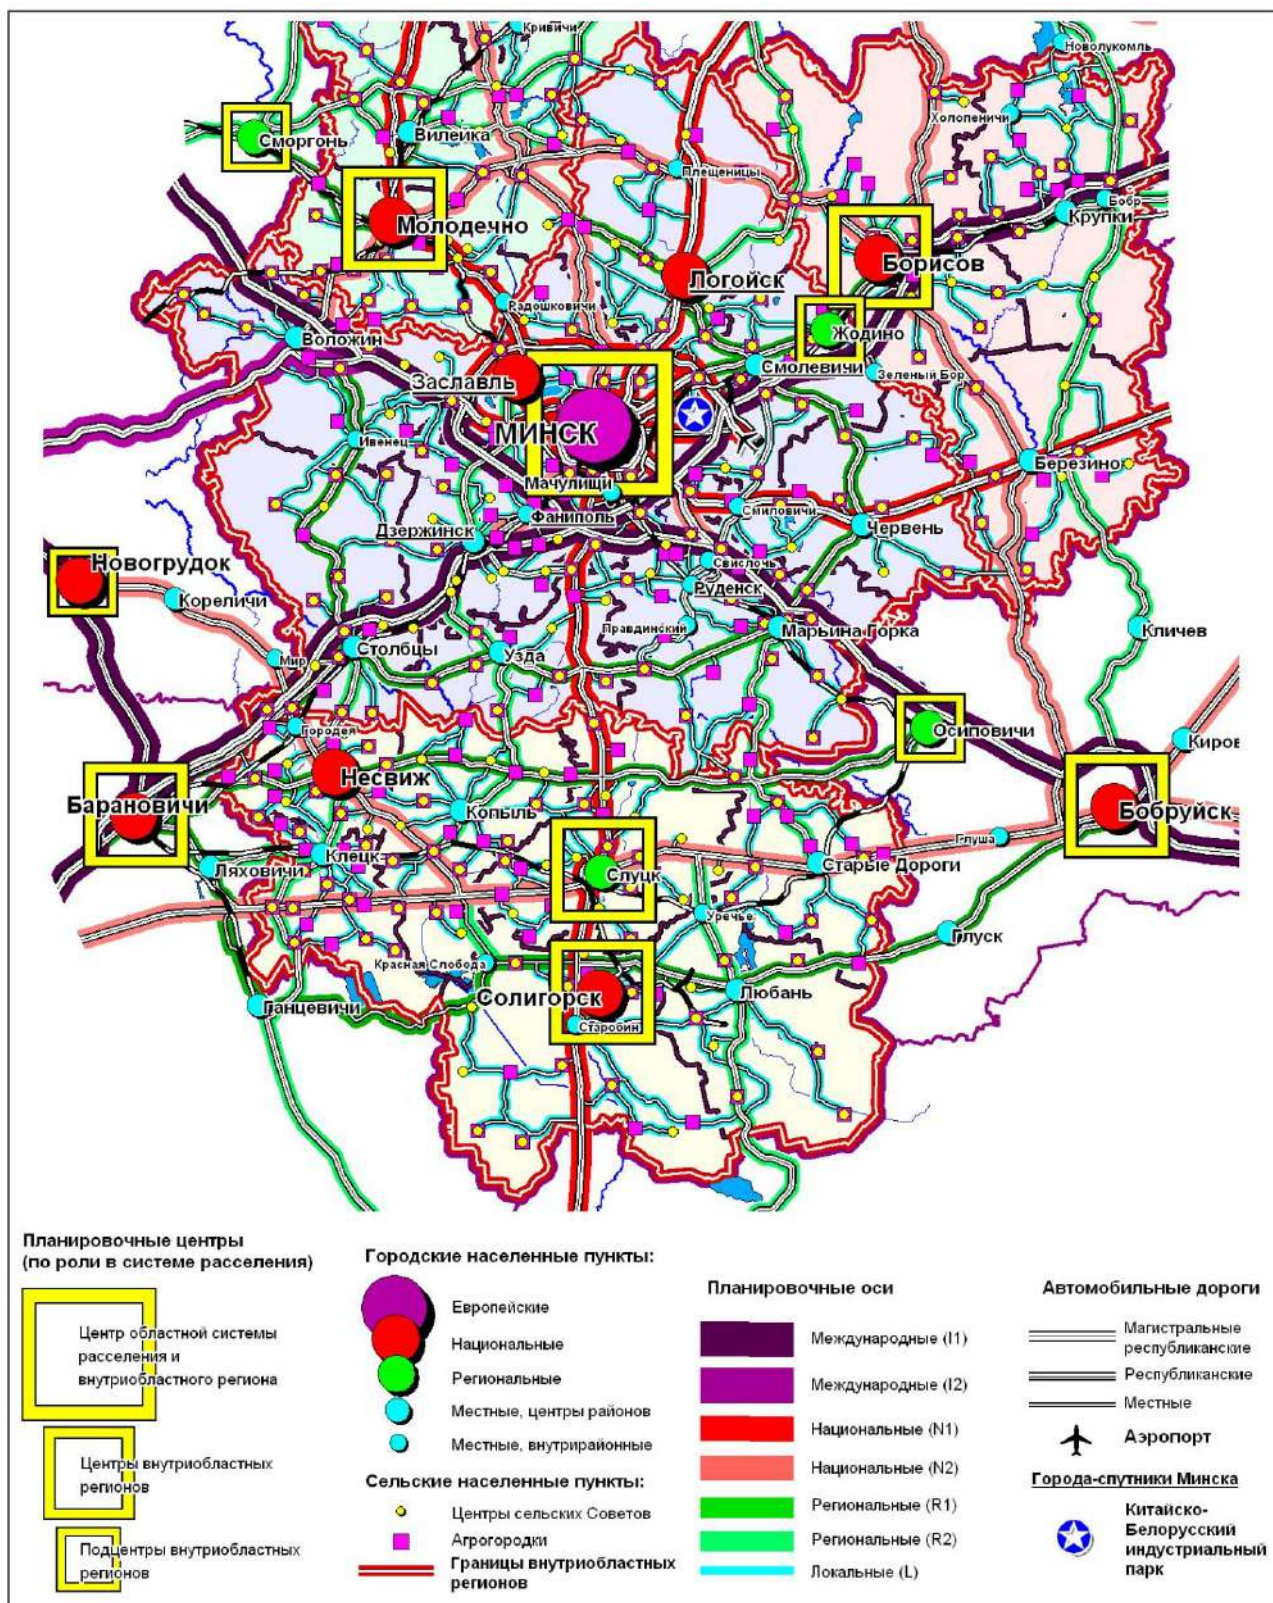 Кривичи
Новолукомль
Холопеничи
Сморгонь
Вилейка
Плещеницы
Бобр
Крупки
Молодечно
Борисов
Логойск
Радошковичи
Воложин
Жодино
Смолевичи
Зеленый Бор
Заславль
МИНСК
Ивенец
Березино
Мачулищи
Смиловичи
Фаниполь
Червень
Дзержинск
Свислочь
Новогрудок
Руденск
Кореличи
Правдинский
Марьина Горка
Кличев
Столбцы
Узда
Мир
Городея
Осиповичи
Киров
Несвиж
Барановичи
Копыль
Бобруйск
Глуша
Клецк
Старые Дороги
Ляховичи
Слуцк
Уречье
Глуск
Красная Слобода
Солигорск
Любань
Ганцевичи
Старобин
Планировочные центры
(по роли в системе расселения)
Центр областной системы
расселения и
внутриобластного региона
Центры внутриобластных
регионов
Подцентры внутриобластных
регионов
Городские населенные пункты:
Европейские
Национальные
Региональные
Местные, центры районов
Местные, внутрирайонные
Сельские населенные пункты:
Центры сельских Советов
Агрогородки
Границы внутриобластных
регионов
Планировочные оси
Международные (I1)
Международные (I2)
Национальные (N1)
Национальные (N2)
Региональные (R1)
Региональные (R2)
Локальные (L)
Автомобильные дороги
Магистральные
республиканские
Республиканские
Местные
Аэропорт
Города-спутники Минска
Китайско-
Белорусский
индустриальный
парк